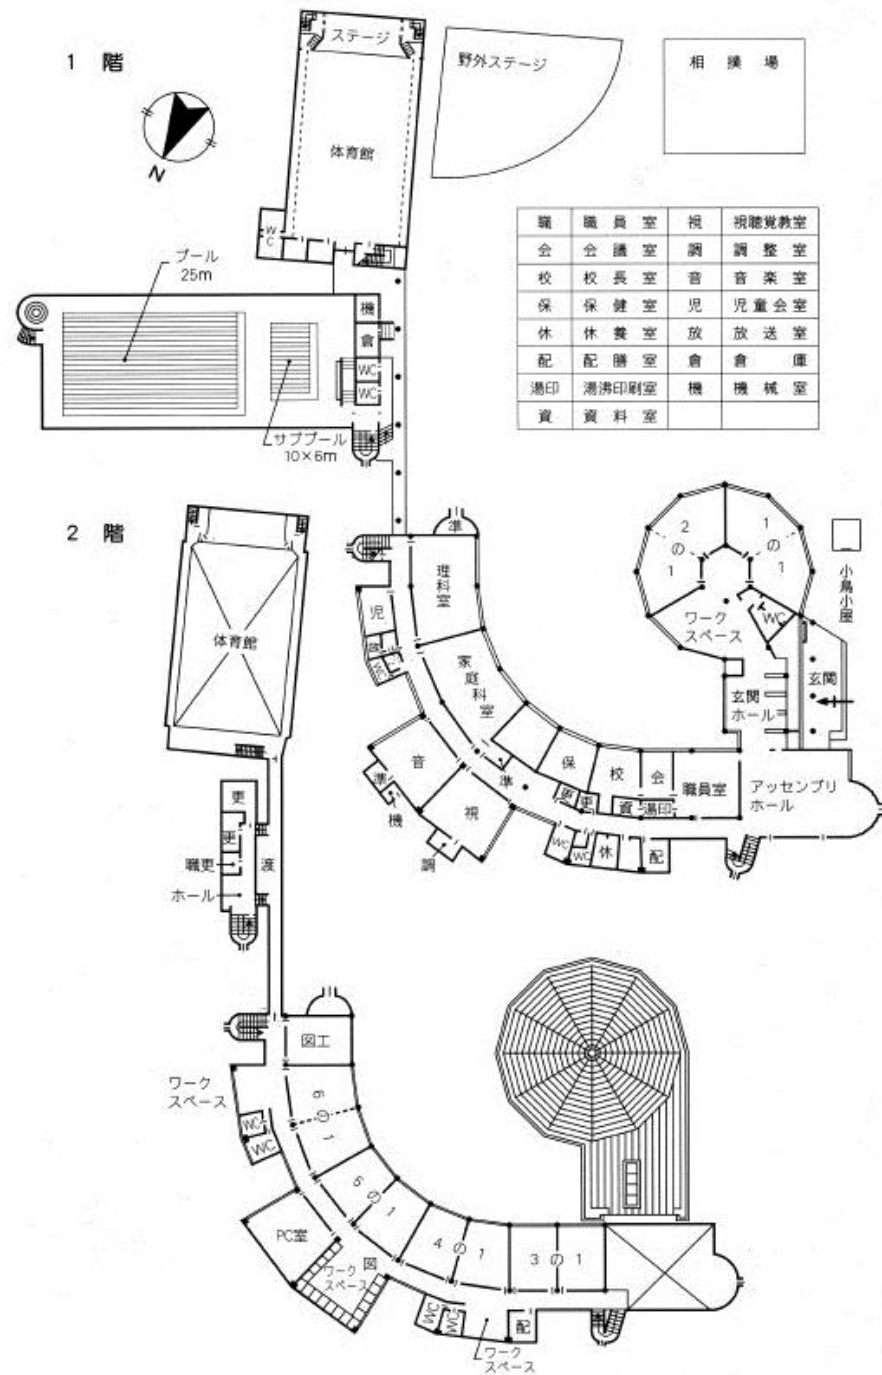 1 階
N
ステージ
体育館
WC
野外ステージ
相撲場
職 職員室 視 視聴覚教室
会 会議室 調 調整室
校 校長室 音 音楽室
保 保健室 児 児童会室
休 休養室 放 放送室
配 配膳室 倉 倉庫
湯印 湯沸印刷室 機 機械室
資 資料室
プール
25m
機
倉
WC
WC
サブプール
10×6m
準
理科室
児
放
WC
家庭科室
音
準
機
視
調
準
保
更
更
校
会
資
湯印
職員室
WC
WC
休
配
2の1
1の1
ワーク
スペース
WC
小鳥小屋
玄関
玄関
ホール
アッセンブリ
ホール
2 階
体育館
更
更
職更
ホール
渡
図工
ワーク
スペース
6の1
WC
WC
5の1
PC室
図
ワーク
スペース
4の1
3の1
WC
WC
配
ワーク
スペース